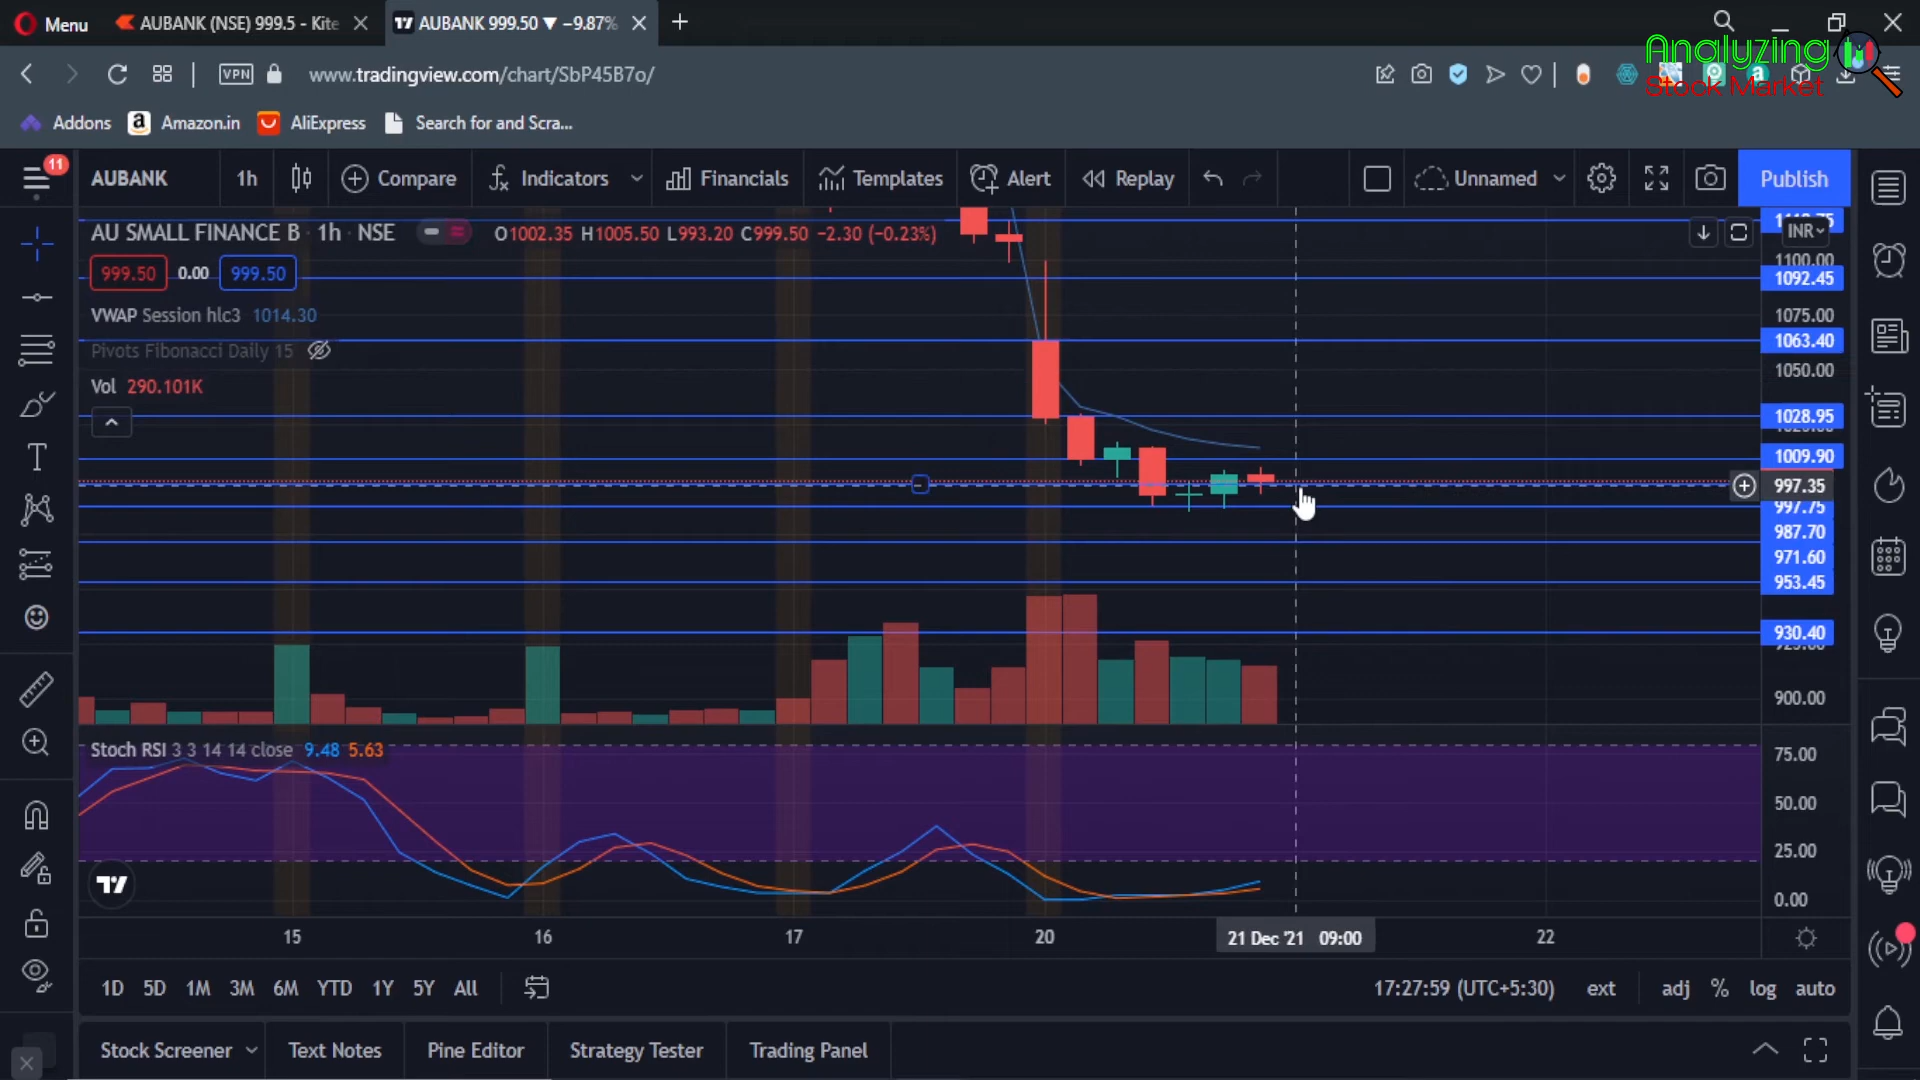 Menu
AUBANK (NSE) 999.5 - Kite
AUBANK 999.50 ▼ −9.87%
Analyzing
Stock Market
VPN
www.tradingview.com/chart/SbP45B7o/
Addons
Amazon.in
AliExpress
Search for and Scra...
11
AUBANK
1h
Compare
Indicators
Financials
Templates
Alert
Replay
Unnamed
Publish
AU SMALL FINANCE B · 1h · NSE
O1002.35 H1005.50 L993.20 C999.50 −2.30 (−0.23%)
INR
999.50 0.00 999.50
VWAP Session hlc3 1014.30
Pivots Fibonacci Daily 15
Vol 290.101K
1100.00
1092.45
1075.00
1063.40
1050.00
1028.95
1009.90
997.35
997.75
987.70
971.60
953.45
930.40
900.00
Stoch RSI 3 3 14 14 close 9.48 5.63
75.00
50.00
25.00
0.00
15 16 17 20 21 Dec '21 09:00 22
1D 5D 1M 3M 6M YTD 1Y 5Y All
17:27:59 (UTC+5:30) ext adj % log auto
Stock Screener
Text Notes
Pine Editor
Strategy Tester
Trading Panel